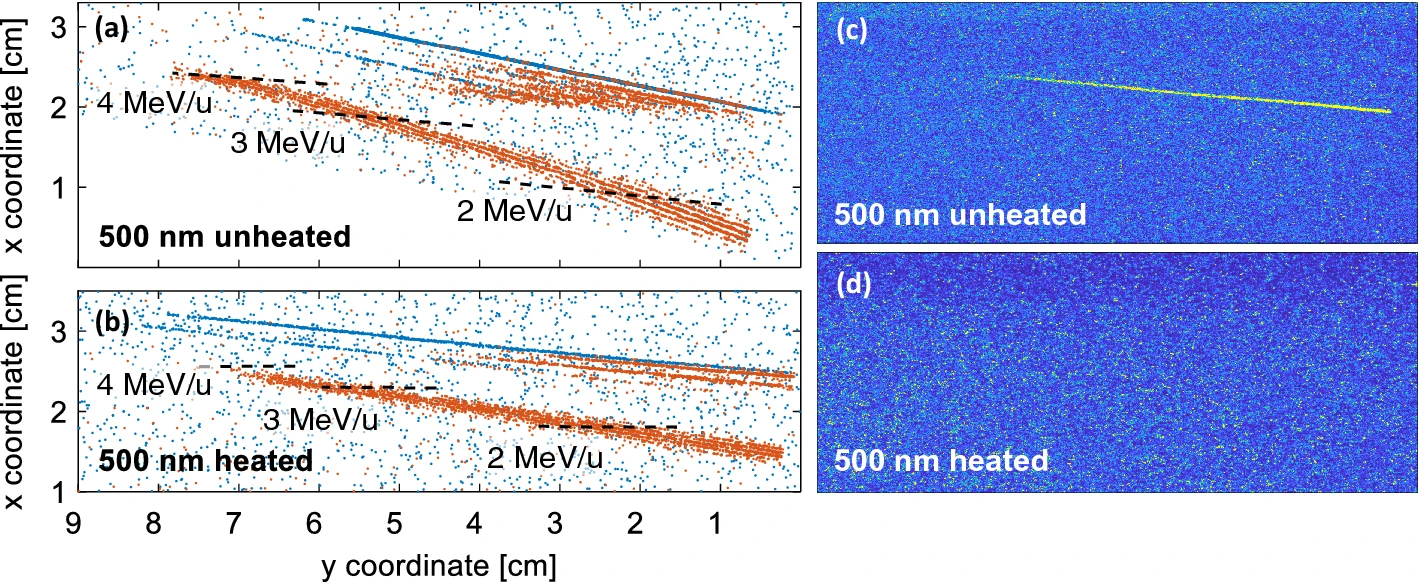 (a)
x coordinate [cm]
3
2
1
4 MeV/u
3 MeV/u
2 MeV/u
500 nm unheated
(b)
x coordinate [cm]
3
2
1
4 MeV/u
3 MeV/u
2 MeV/u
500 nm heated
9 8 7 6 5 4 3 2 1
y coordinate [cm]
(c)
500 nm unheated
(d)
500 nm heated